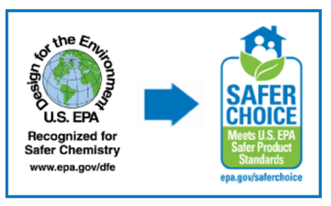 Design for the Environment
U.S. EPA
Recognized for
Safer Chemistry
www.epa.gov/dfe
SAFER
CHOICE
Meets U.S. EPA
Safer Product
Standards
epa.gov/saferchoice